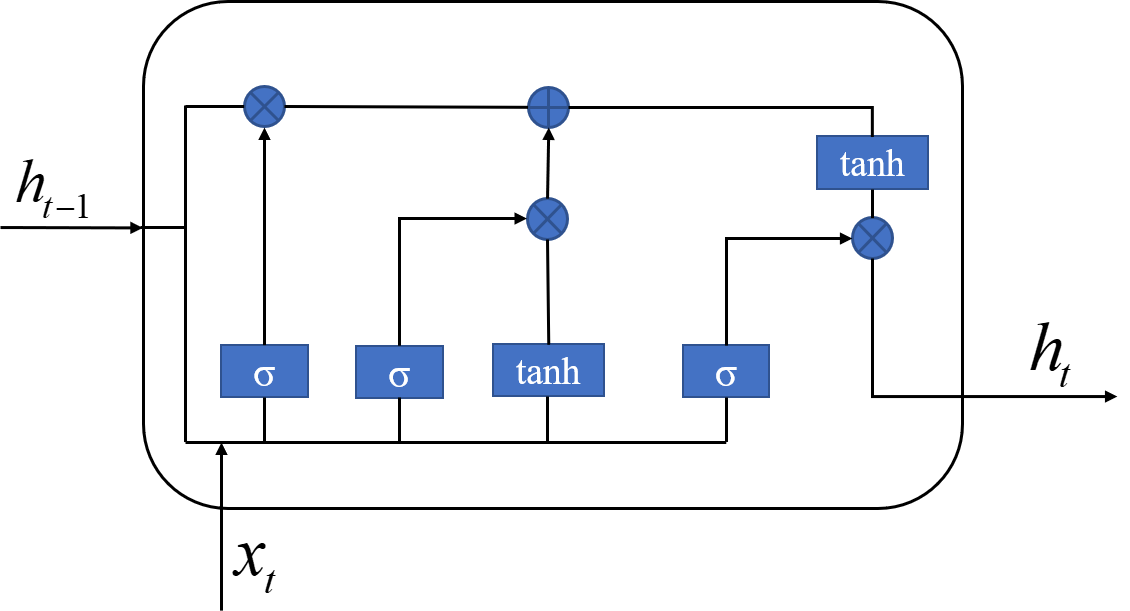 tanh
h_{t-1}
σ σ tanh σ
h_t
x_t